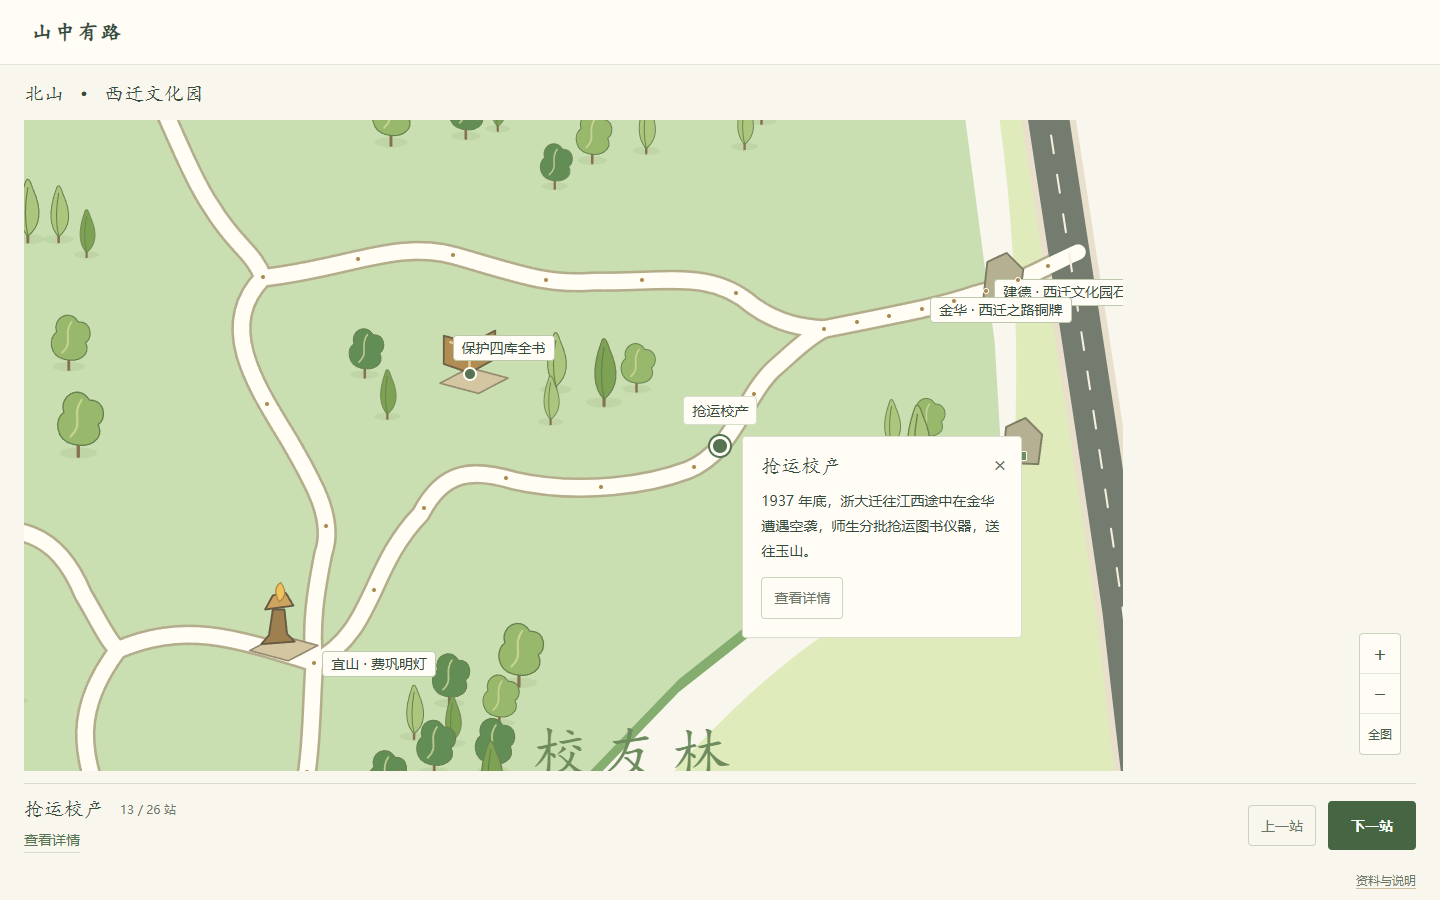 山中有路
北山 • 西迁文化园
建德 · 西迁文化园石
金华 · 西迁之路铜牌
保护四库全书
抢运校产
抢运校产
×
1937 年底，浙大迁往江西途中在金华
遭遇空袭，师生分批抢运图书仪器，送
往玉山。
查看详情
宜山 · 费巩明灯
校友林
+
−
全图
抢运校产 13 / 26 站
查看详情
上一站
下一站
资料与说明